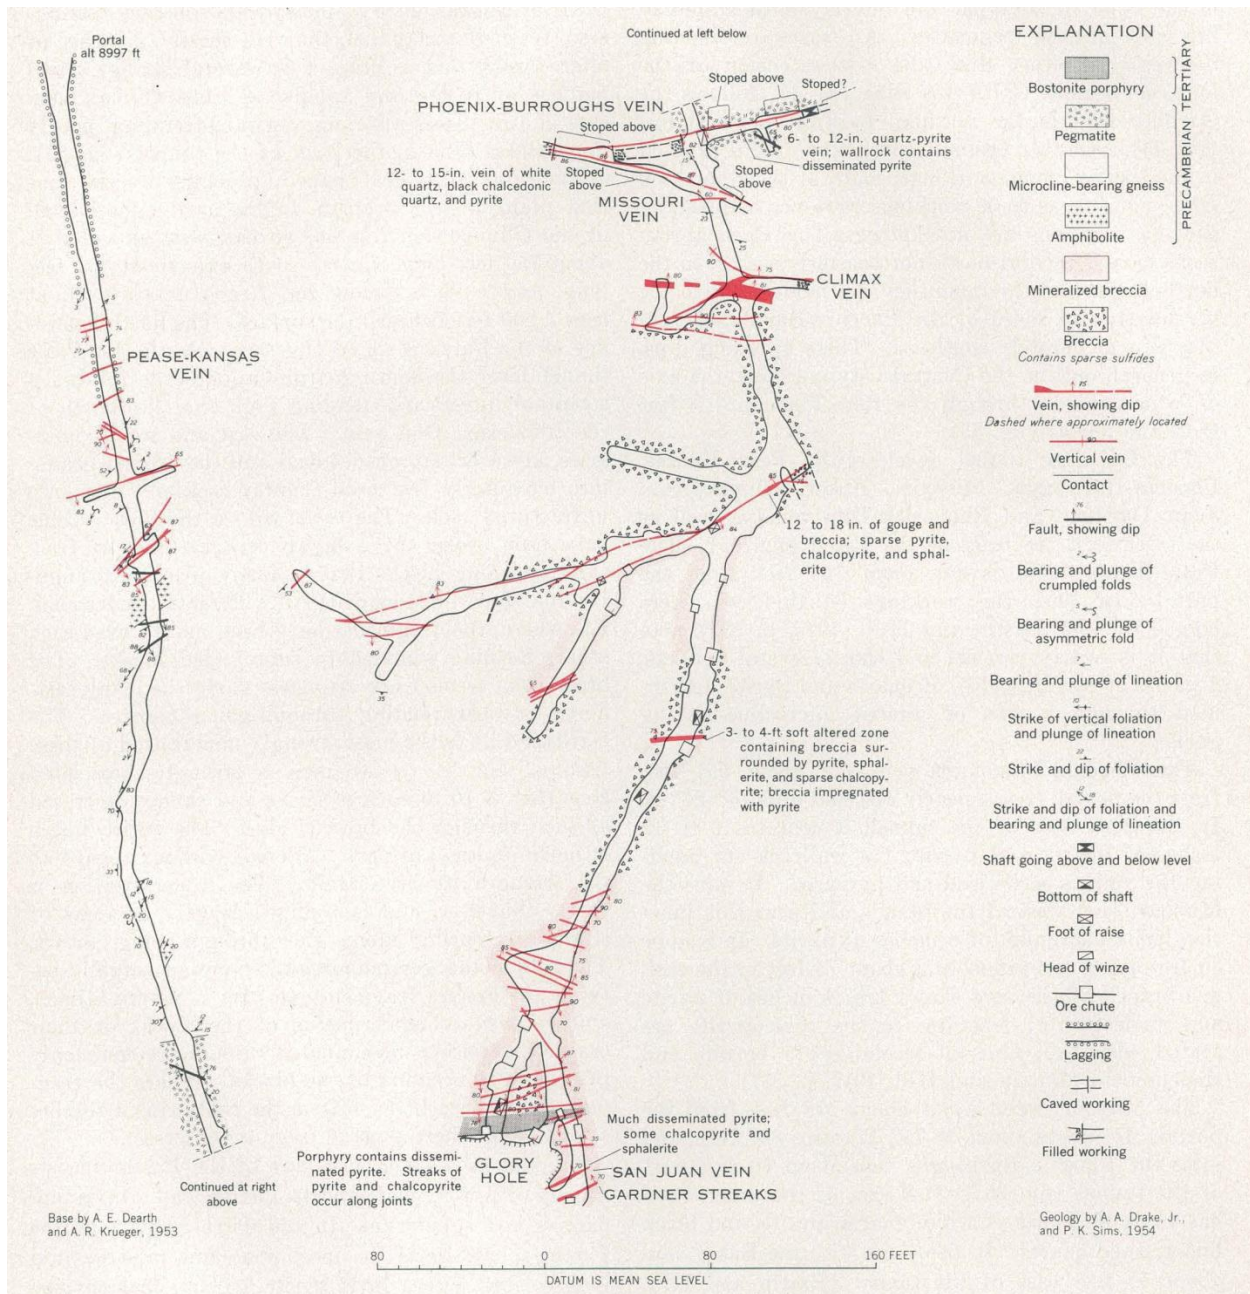 Portal
alt 8997 ft
Continued at left below
Stoped above
Stoped?
PHOENIX-BURROUGHS VEIN
Stoped above
6- to 12-in. quartz-pyrite
vein; wallrock contains
disseminated pyrite
12- to 15-in. vein of white
quartz, black chalcedonic
quartz, and pyrite
Stoped
above
Stoped
above
MISSOURI
VEIN
CLIMAX
VEIN
PEASE-KANSAS
VEIN
12 to 18 in. of gouge and
breccia; sparse pyrite,
chalcopyrite, and sphal-
erite
3- to 4-ft soft altered zone
containing breccia sur-
rounded by pyrite, sphal-
erite, and sparse chalcopy-
rite; breccia impregnated
with pyrite
Much disseminated pyrite;
some chalcopyrite and
sphalerite
Porphyry contains dissemi-
nated pyrite. Streaks of
pyrite and chalcopyrite
occur along joints
GLORY
HOLE
SAN JUAN VEIN
GARDNER STREAKS
Continued at right
above
Base by A. E. Dearth
and A. R. Krueger, 1953
80 0 80 160 FEET
DATUM IS MEAN SEA LEVEL
EXPLANATION
Bostonite porphyry
TERTIARY
Pegmatite
Microcline-bearing gneiss
Amphibolite
PRECAMBRIAN
Mineralized breccia
Breccia
Contains sparse sulfides
Vein, showing dip
Dashed where approximately located
Vertical vein
Contact
Fault, showing dip
Bearing and plunge of
crumpled folds
Bearing and plunge of
asymmetric fold
Bearing and plunge of lineation
Strike of vertical foliation
and plunge of lineation
Strike and dip of foliation
Strike and dip of foliation and
bearing and plunge of lineation
Shaft going above and below level
Bottom of shaft
Foot of raise
Head of winze
Ore chute
Lagging
Caved working
Filled working
Geology by A. A. Drake, Jr.,
and P. K. Sims, 1954